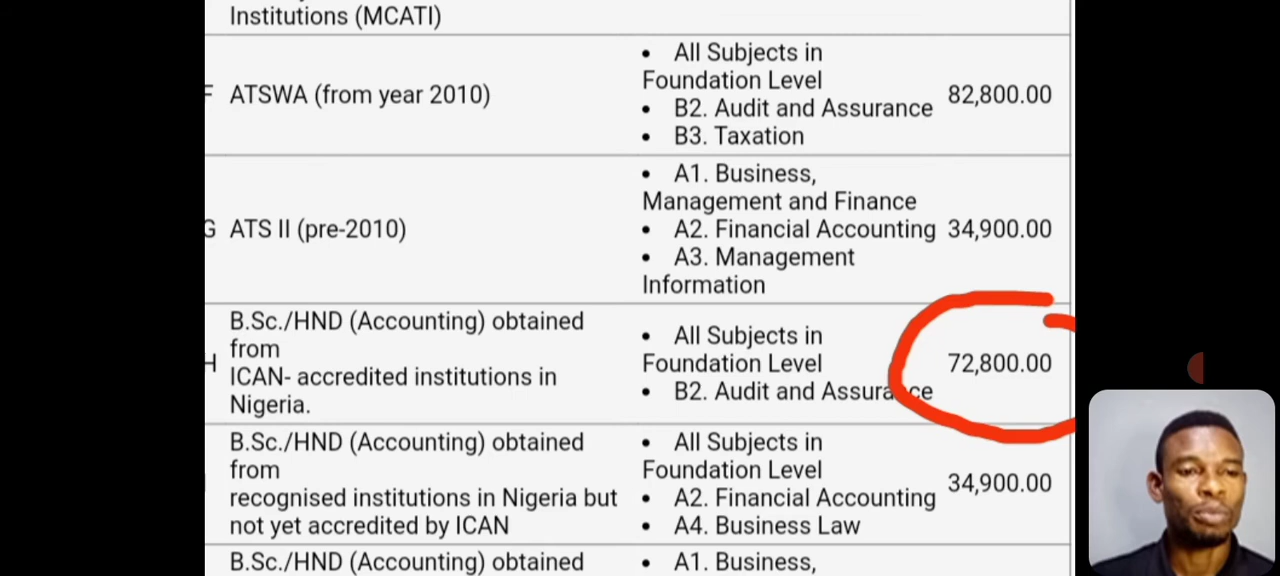 Institutions (MCATI)
F ATSWA (from year 2010)
• All Subjects in
Foundation Level
• B2. Audit and Assurance
• B3. Taxation
82,800.00
G ATS II (pre-2010)
• A1. Business,
Management and Finance
• A2. Financial Accounting
• A3. Management
Information
34,900.00
H B.Sc./HND (Accounting) obtained
from
ICAN- accredited institutions in
Nigeria.
• All Subjects in
Foundation Level
• B2. Audit and Assurance
72,800.00
B.Sc./HND (Accounting) obtained
from
recognised institutions in Nigeria but
not yet accredited by ICAN
• All Subjects in
Foundation Level
• A2. Financial Accounting
• A4. Business Law
34,900.00
B.Sc./HND (Accounting) obtained
• A1. Business,